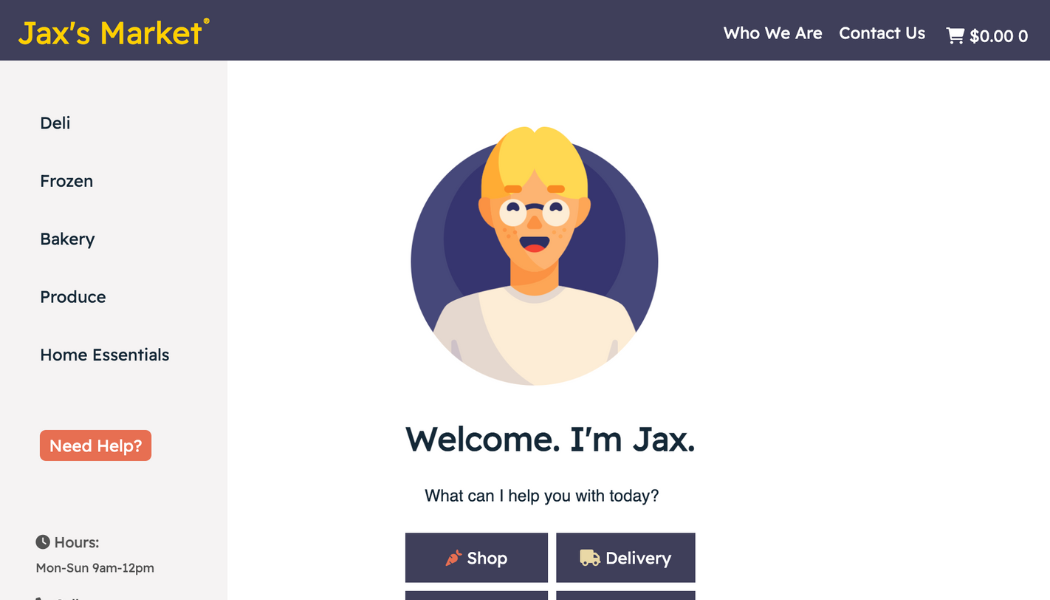 Jax's Market
Who We Are
Contact Us
$0.00 0
Deli
Frozen
Bakery
Produce
Home Essentials
Need Help?
Hours:
Mon-Sun 9am-12pm
Welcome. I'm Jax.
What can I help you with today?
Shop
Delivery